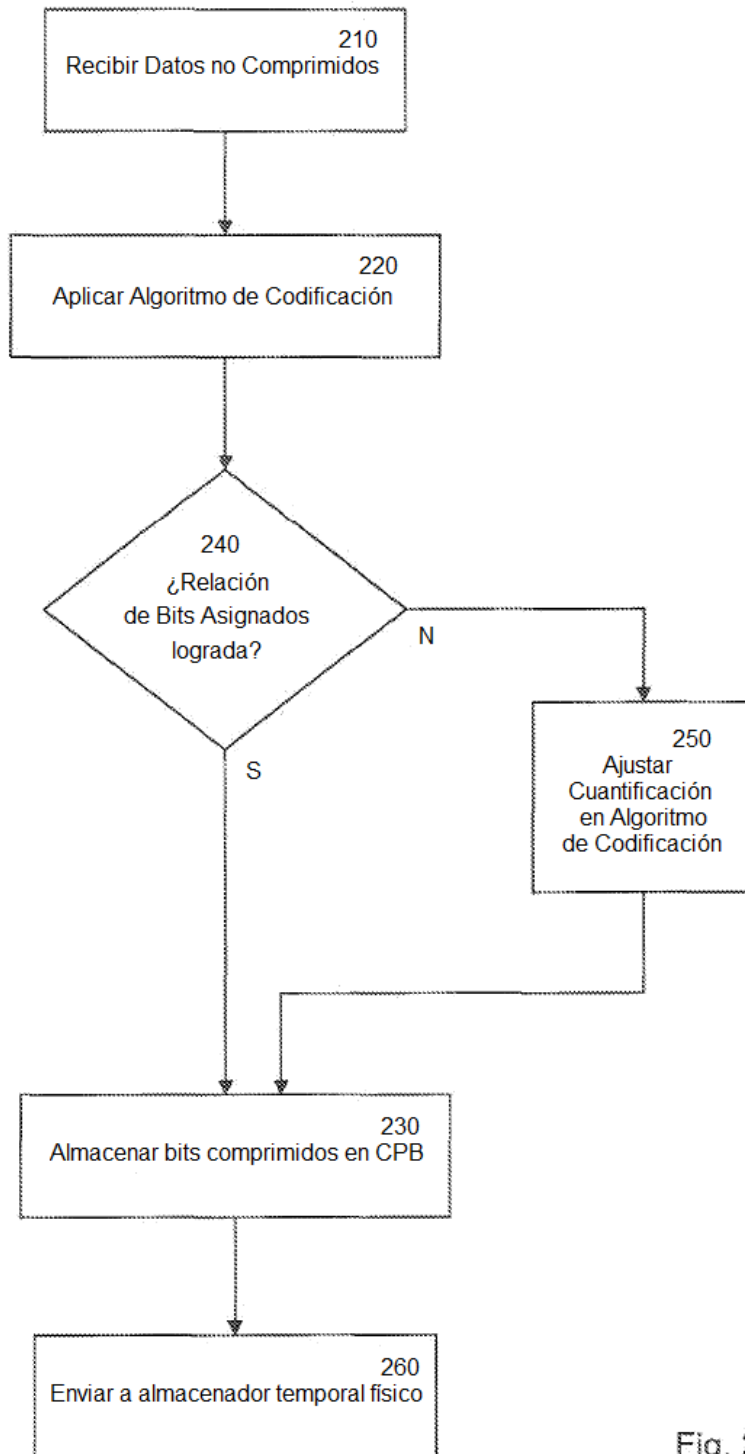 210
Recibir Datos no Comprimidos
220
Aplicar Algoritmo de Codificación
240
¿Relación
de Bits Asignados
lograda?
N
S
250
Ajustar
Cuantificación
en Algoritmo
de Codificación
230
Almacenar bits comprimidos en CPB
260
Enviar a almacenador temporal físico
Fig.